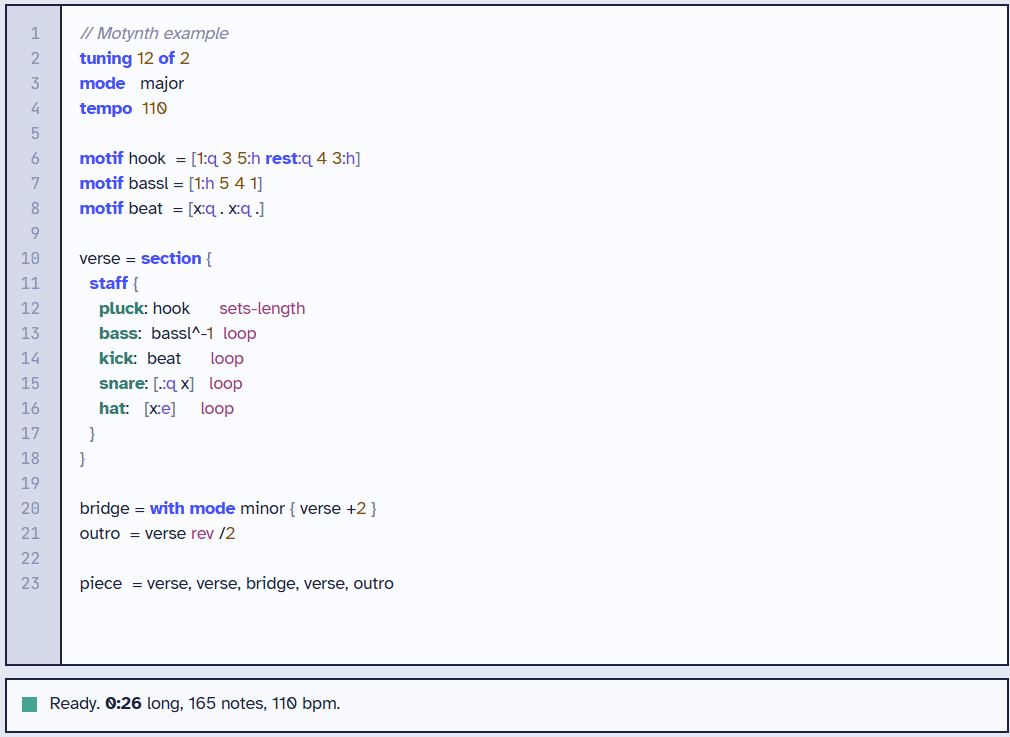 1 // Motynth example
2 tuning 12 of 2
3 mode   major
4 tempo  110
5
6 motif hook  = [1:q 3 5:h rest:q 4 3:h]
7 motif bassl = [1:h 5 4 1]
8 motif beat  = [x:q . x:q .]
9
10 verse = section {
11   staff {
12     pluck: hook      sets-length
13     bass:  bassl^-1  loop
14     kick:  beat      loop
15     snare: [.:q x]   loop
16     hat:   [x:e]     loop
17   }
18 }
19
20 bridge = with mode minor { verse +2 }
21 outro  = verse rev /2
22
23 piece  = verse, verse, bridge, verse, outro
Ready. 0:26 long, 165 notes, 110 bpm.